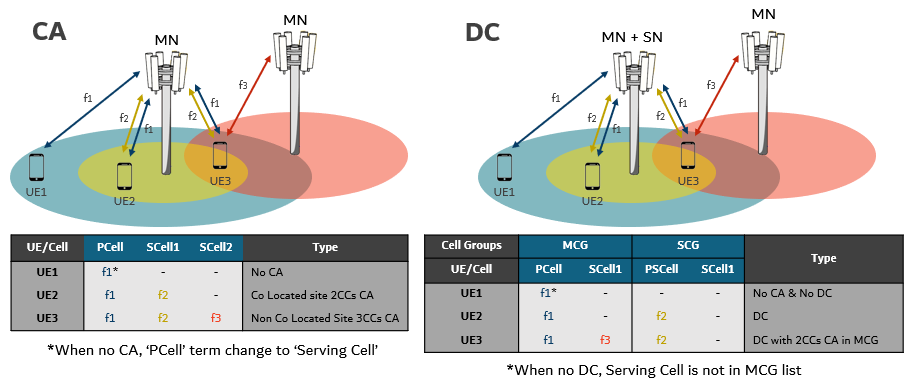 CA
MN
MN
f1
f2
f1
f2
f1
f3
UE1
UE2
UE3
UE/Cell PCell SCell1 SCell2 Type
UE1 f1* - - No CA
UE2 f1 f2 - Co Located site 2CCs CA
UE3 f1 f2 f3 Non Co Located Site 3CCs CA
*When no CA, ‘PCell’ term change to ‘Serving Cell’
DC
MN + SN
MN
f1
f2
f1
f2
f1
f3
UE1
UE2
UE3
Cell Groups MCG SCG Type
UE/Cell PCell SCell1 PSCell SCell1
UE1 f1* - - - No CA & No DC
UE2 f1 - f2 - DC
UE3 f1 f3 f2 - DC with 2CCs CA in MCG
*When no DC, Serving Cell is not in MCG list